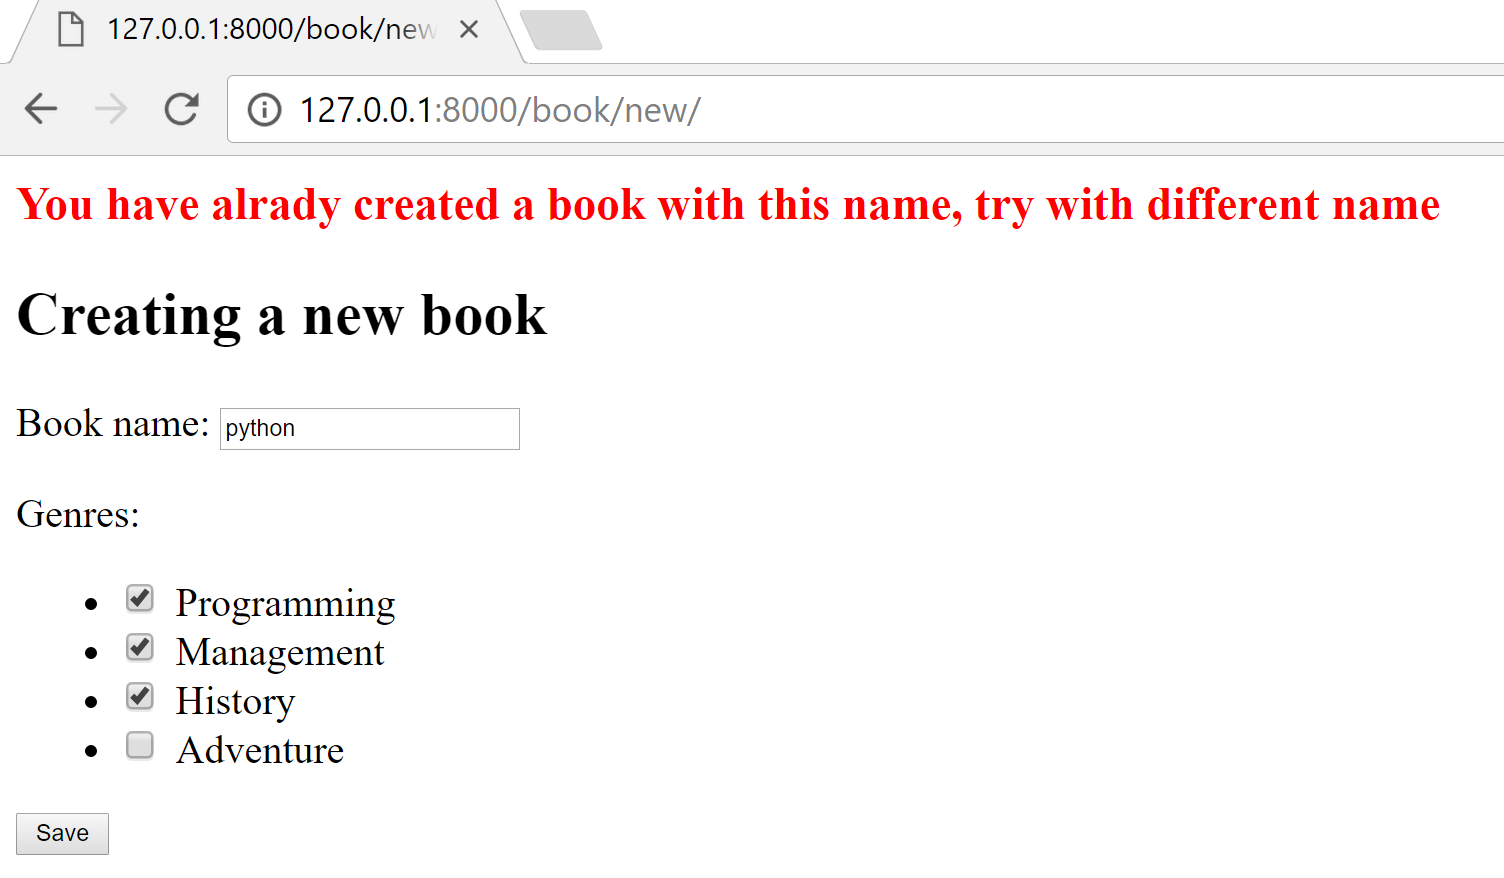 127.0.0.1:8000/book/new
127.0.0.1:8000/book/new/
You have alrady created a book with this name, try with different name
Creating a new book
Book name: python
Genres:
Programming
Management
History
Adventure
Save